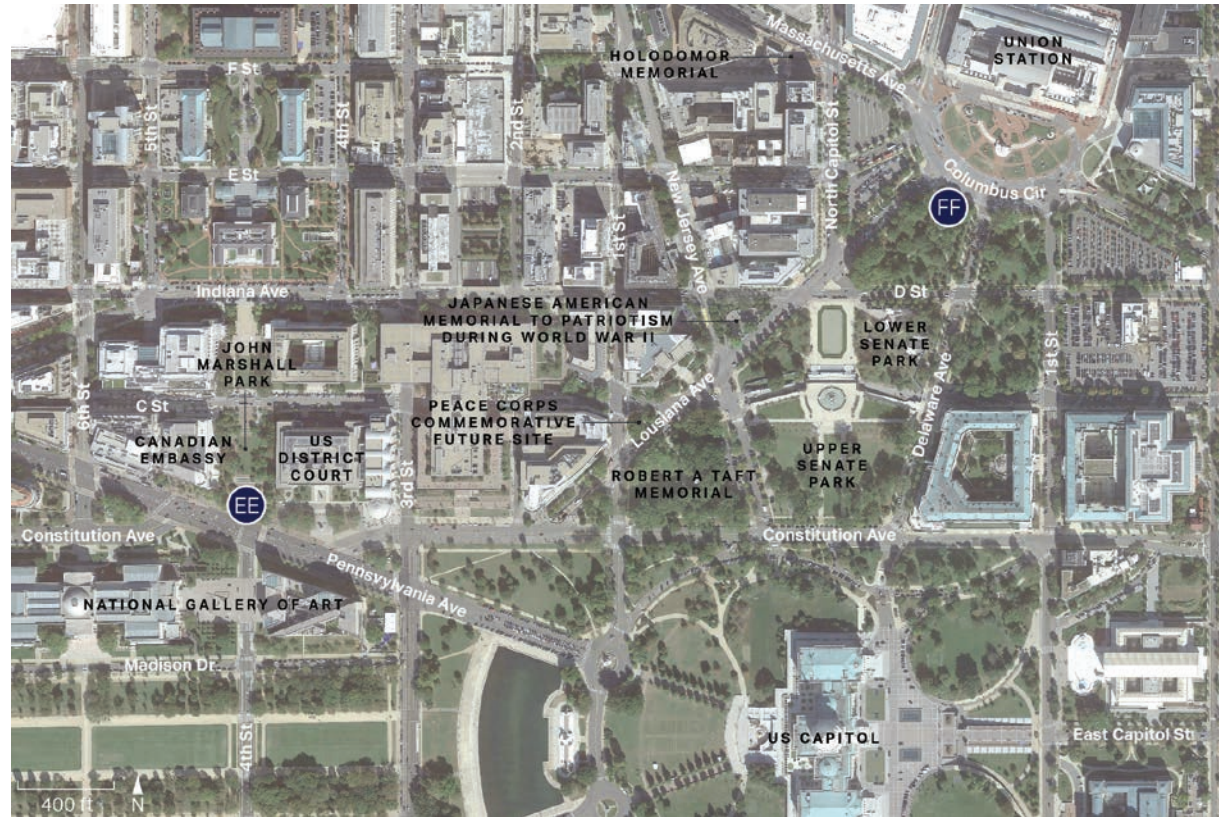 Massachusetts Ave
HOLODOMOR
MEMORIAL
UNION
STATION
F St
5th St
4th St
2nd St
North Capitol St
E St
Columbus Cir
FF
1st St
New Jersey Ave
Indiana Ave
D St
JAPANESE AMERICAN
MEMORIAL TO PATRIOTISM
DURING WORLD WAR II
LOWER
SENATE
PARK
JOHN
MARSHALL
PARK
1st St
Delaware Ave
6th St
C St
Lousiana Ave
PEACE CORPS
COMMEMORATIVE
FUTURE SITE
CANADIAN
EMBASSY
US
DISTRICT
COURT
3rd St
ROBERT A TAFT
MEMORIAL
UPPER
SENATE
PARK
EE
Constitution Ave
Constitution Ave
Pennsvylvania Ave
NATIONAL GALLERY OF ART
Madison Dr
4th St
US CAPITOL
East Capitol St
400 ft
N